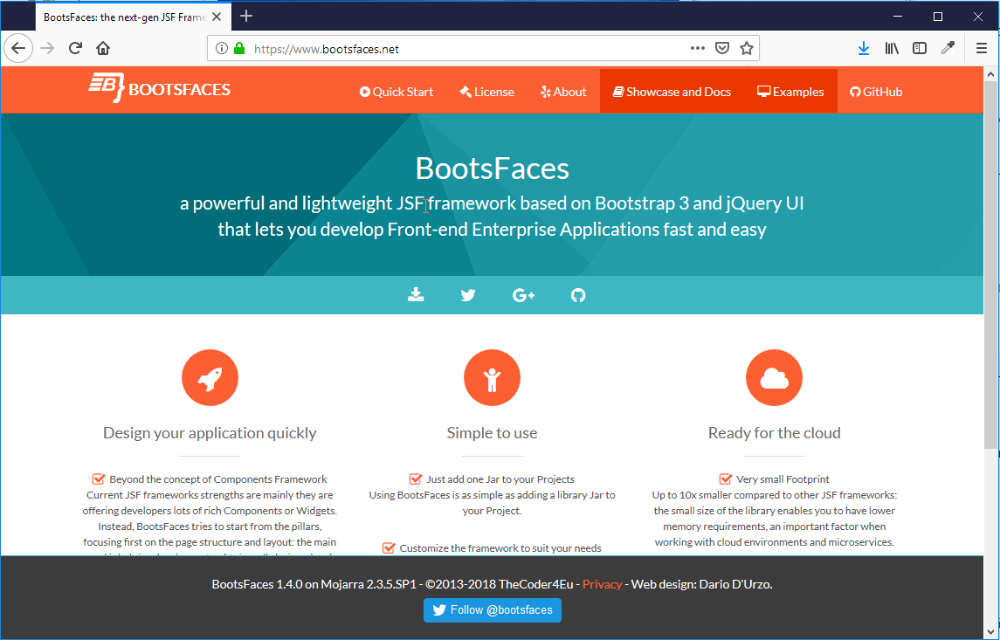 BootsFaces: the next-gen JSF Frame
https://www.bootsfaces.net
BOOTSFACES
Quick Start
License
About
Showcase and Docs
Examples
GitHub
BootsFaces
a powerful and lightweight JSF framework based on Bootstrap 3 and jQuery UI
that lets you develop Front-end Enterprise Applications fast and easy
Design your application quickly
Beyond the concept of Components Framework
Current JSF frameworks strengths are mainly they are
offering developers lots of rich Components or Widgets.
Instead, BootsFaces tries to start from the pillars,
focusing first on the page structure and layout: the main
Simple to use
Just add one Jar to your Projects
Using BootsFaces is as simple as adding a library Jar to
your Project.
Customize the framework to suit your needs
Ready for the cloud
Very small Footprint
Up to 10x smaller compared to other JSF frameworks:
the small size of the library enables you to have lower
memory requirements, an important factor when
working with cloud environments and microservices.
BootsFaces 1.4.0 on Mojarra 2.3.5.SP1 - ©2013-2018 TheCoder4Eu - Privacy - Web design: Dario D'Urzo.
Follow @bootsfaces